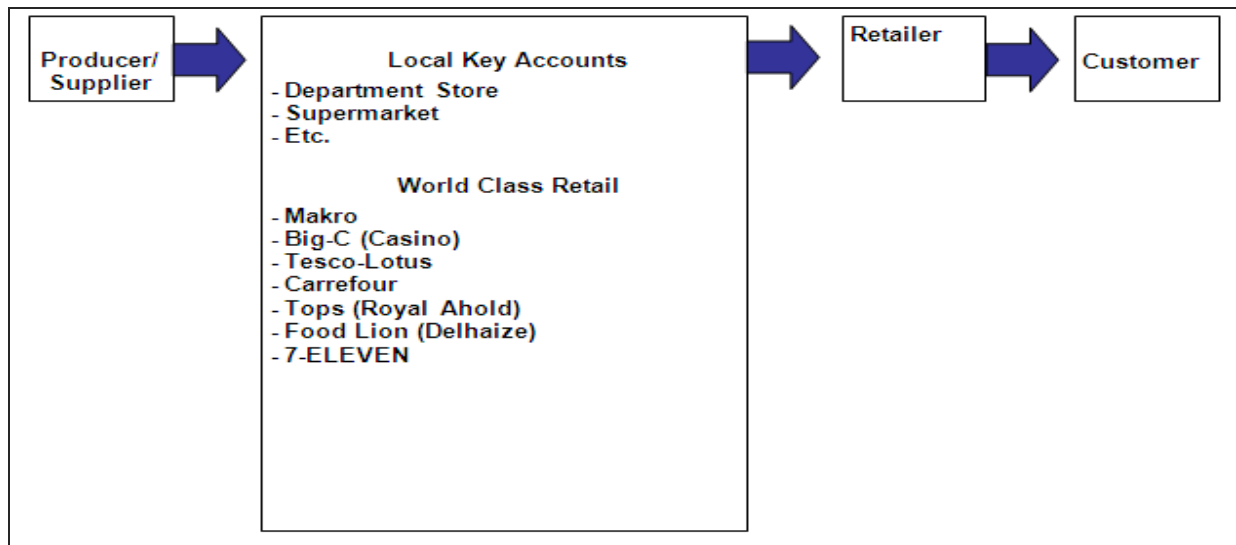 Producer/
Supplier
Local Key Accounts
- Department Store
- Supermarket
- Etc.
World Class Retail
- Makro
- Big-C (Casino)
- Tesco-Lotus
- Carrefour
- Tops (Royal Ahold)
- Food Lion (Delhaize)
- 7-ELEVEN
Retailer
Customer